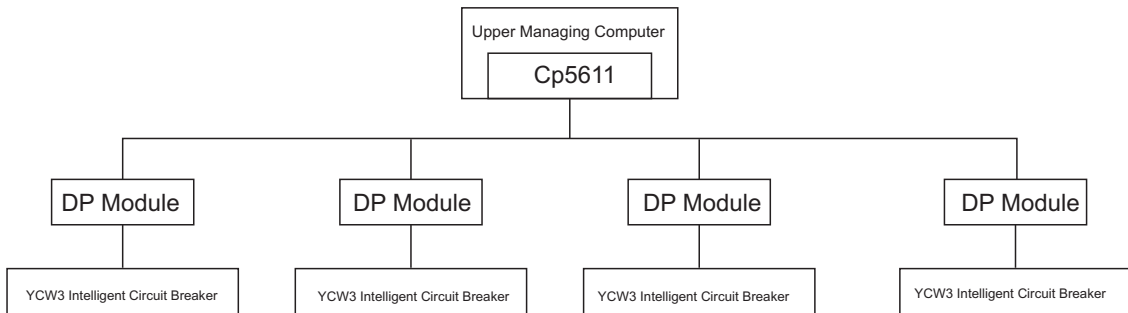 Upper Managing Computer
Cp5611
DP Module
DP Module
DP Module
DP Module
YCW3 Intelligent Circuit Breaker
YCW3 Intelligent Circuit Breaker
YCW3 Intelligent Circuit Breaker
YCW3 Intelligent Circuit Breaker